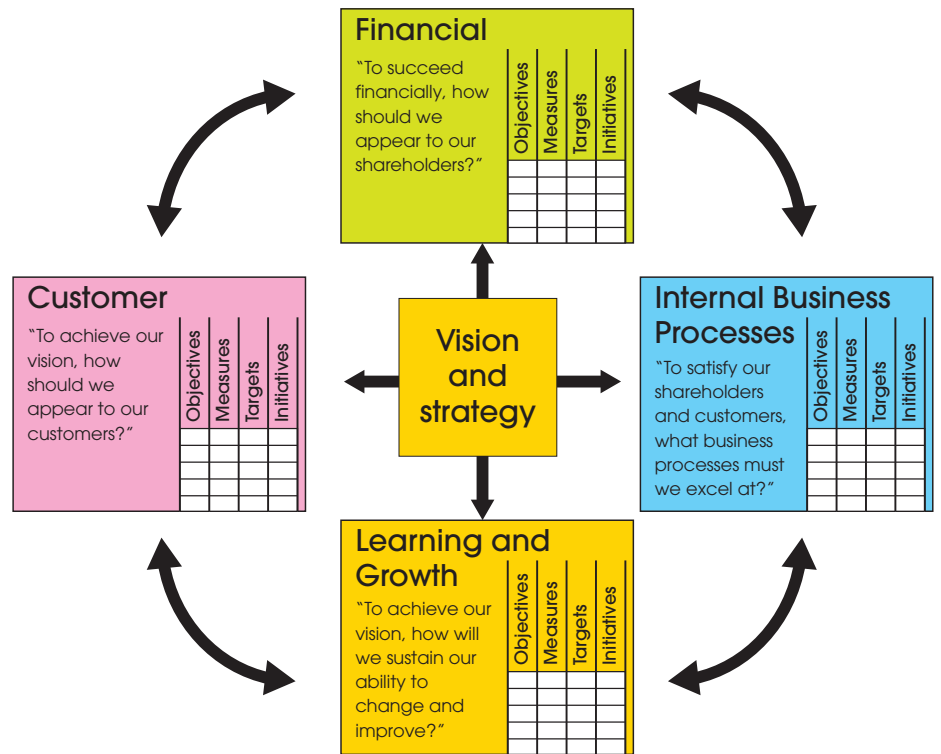 Financial
“To succeed
financially, how
should we
appear to our
shareholders?”
Objectives
Measures
Targets
Initiatives
Customer
“To achieve our
vision, how
should we
appear to our
customers?”
Objectives
Measures
Targets
Initiatives
Vision
and
strategy
Internal Business
Processes
“To satisfy our
shareholders
and customers,
what business
processes must
we excel at?”
Objectives
Measures
Targets
Initiatives
Learning and
Growth
“To achieve our
vision, how will
we sustain our
ability to
change and
improve?”
Objectives
Measures
Targets
Initiatives